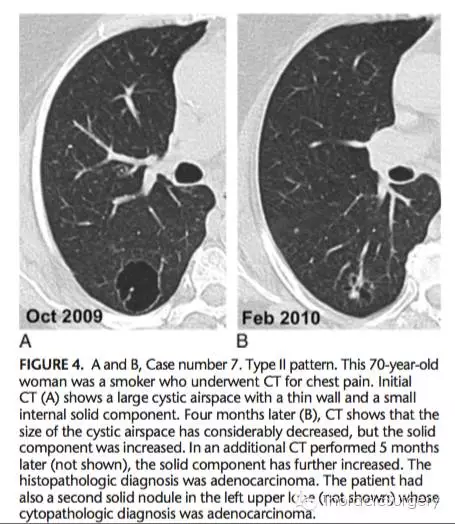 Oct 2009
Feb 2010
A
B
FIGURE 4. A and B, Case number 7. Type II pattern. This 70-year-old
woman was a smoker who underwent CT for chest pain. Initial
CT (A) shows a large cystic airspace with a thin wall and a small
internal solid component. Four months later (B), CT shows that the
size of the cystic airspace has considerably decreased, but the solid
component was increased. In an additional CT performed 5 months
later (not shown), the solid component has further increased. The
histopathologic diagnosis was adenocarcinoma. The patient had
also a second solid nodule in the left upper (not shown) whose
cytopathologic diagnosis was adenocarcinoma.